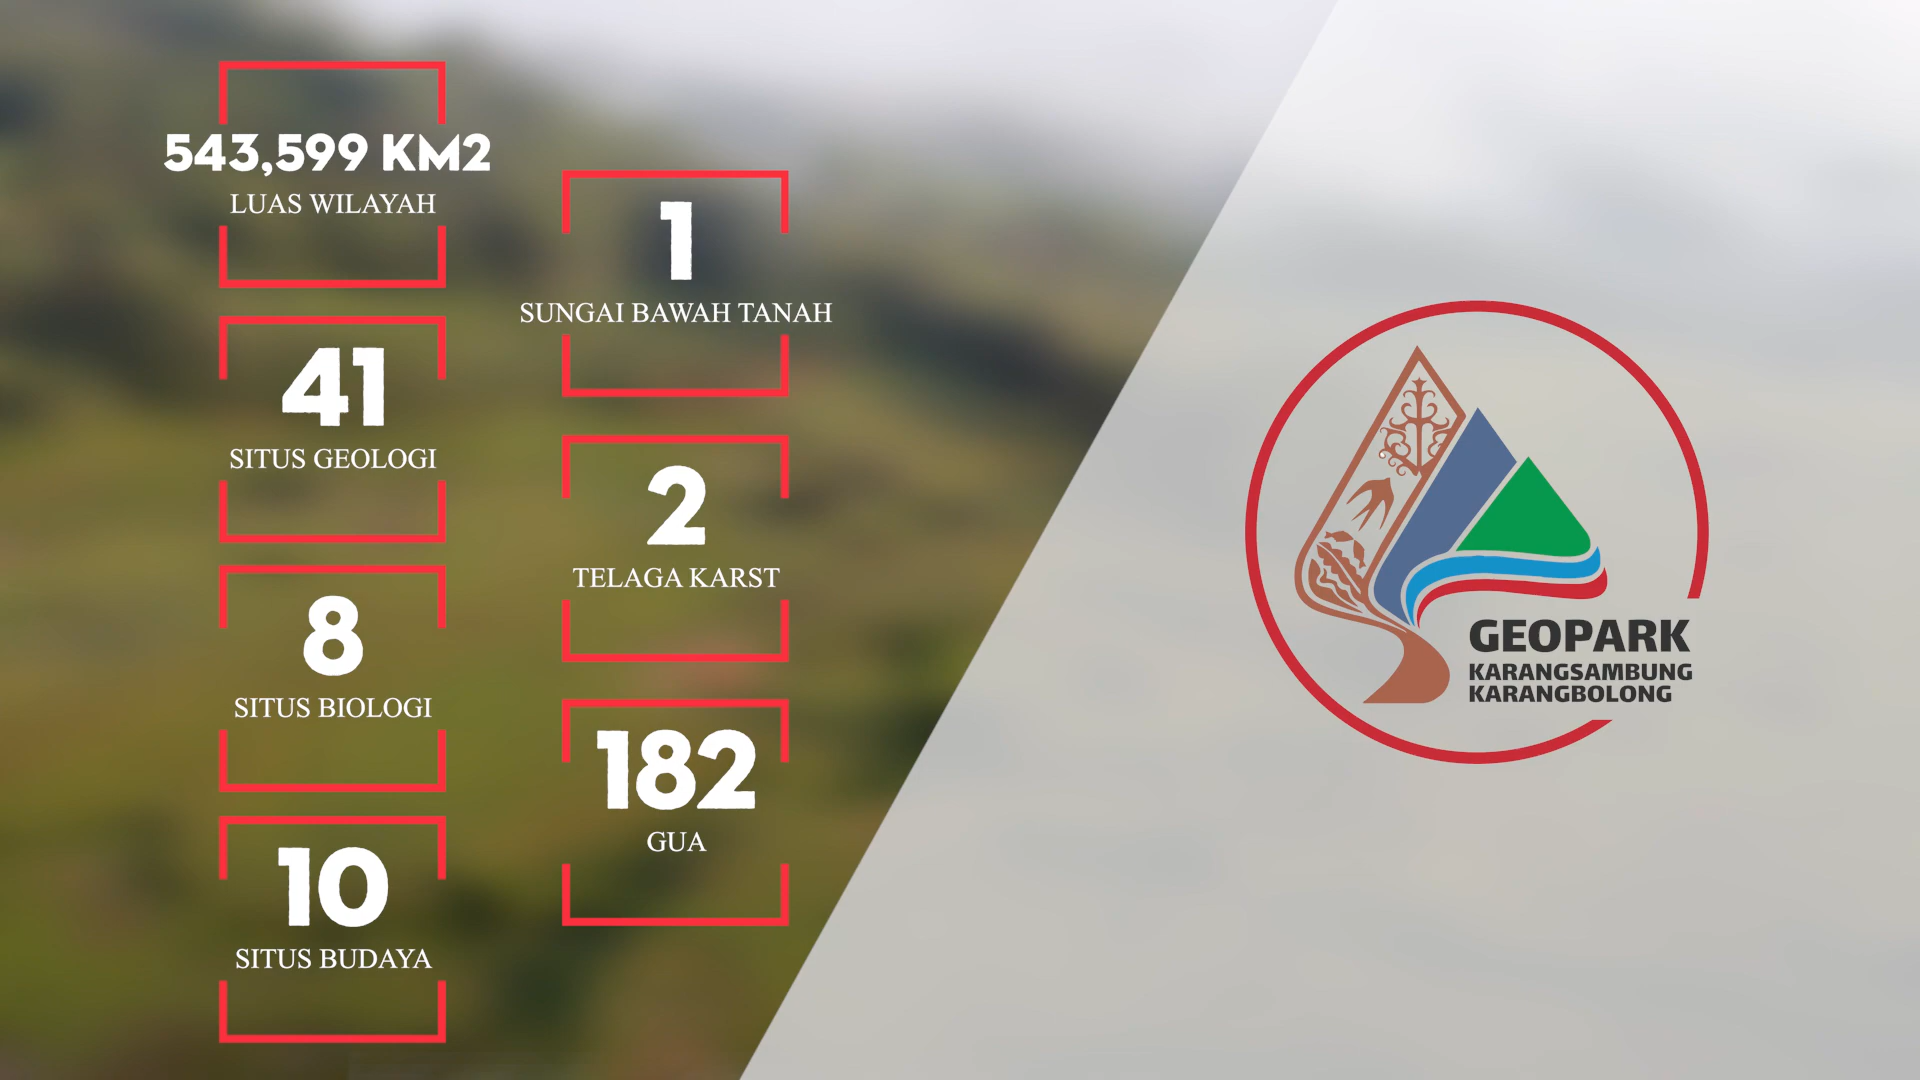 543,599 KM2
LUAS WILAYAH
41
SITUS GEOLOGI
8
SITUS BIOLOGI
10
SITUS BUDAYA
1
SUNGAI BAWAH TANAH
2
TELAGA KARST
182
GUA
GEOPARK
KARANGSAMBUNG
KARANGBOLONG